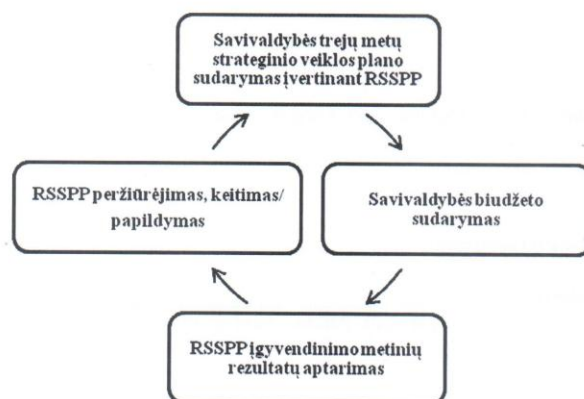 Savivaldybės trejų metų
strateginio veiklos plano
sudarymas įvertinant RSSPP
RSSPP peržiūrėjimas, keitimas/
papildymas
Savivaldybės biudžeto
sudarymas
RSSPP įgyvendinimo metinių
rezultatų aptarimas